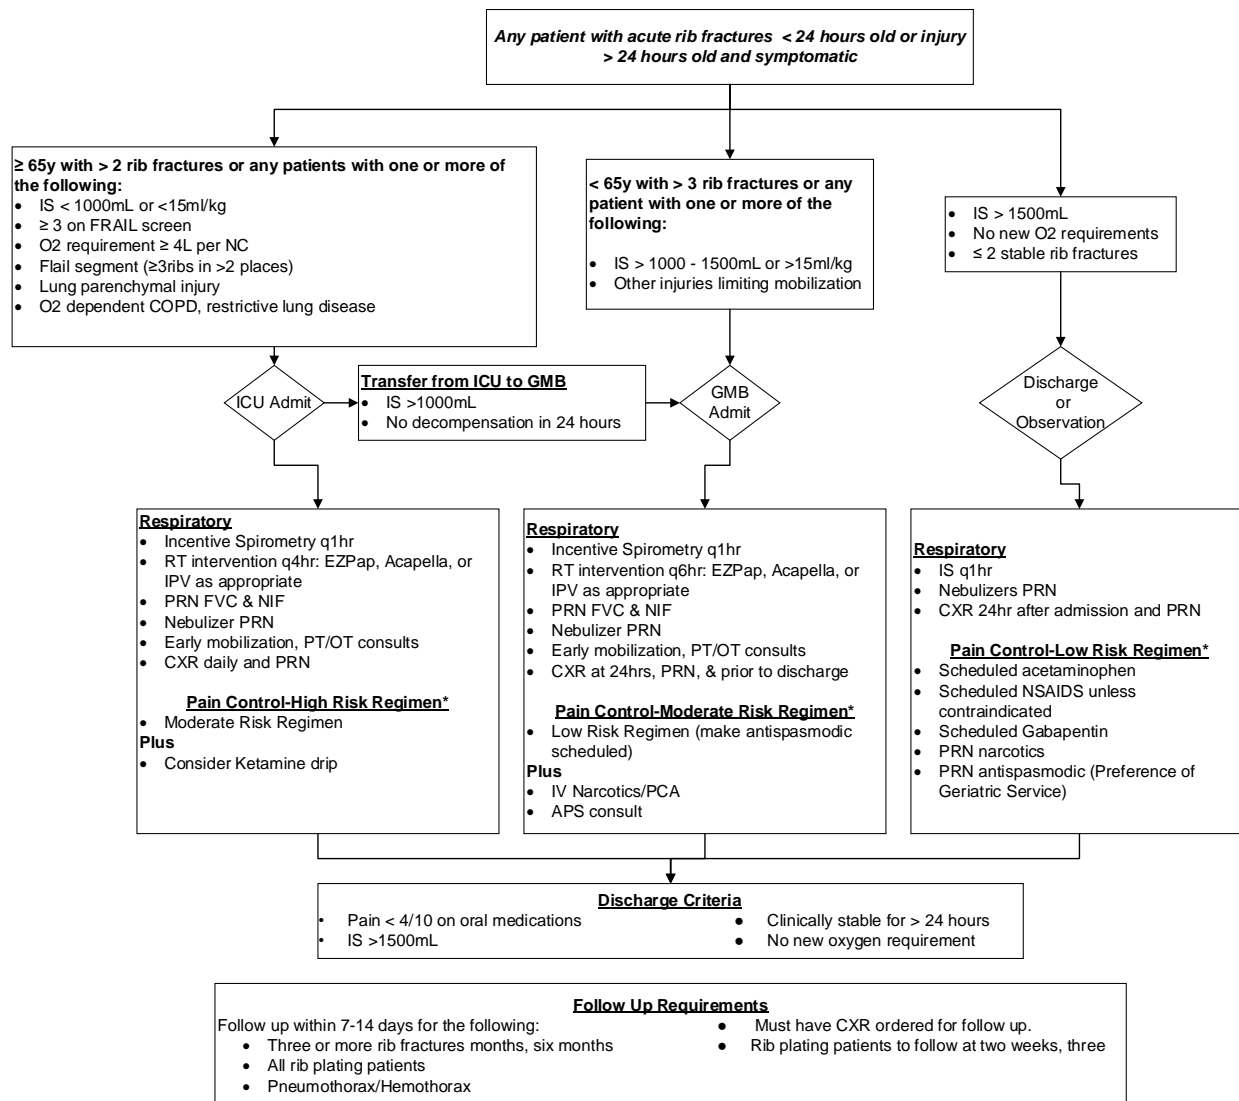 Any patient with acute rib fractures < 24 hours old or injury
> 24 hours old and symptomatic
≥ 65y with > 2 rib fractures or any patients with one or more of
the following:
• IS < 1000mL or <15ml/kg
• ≥ 3 on FRAIL screen
• O2 requirement ≥ 4L per NC
• Flail segment (≥3ribs in >2 places)
• Lung parenchymal injury
• O2 dependent COPD, restrictive lung disease
< 65y with > 3 rib fractures or any
patient with one or more of the
following:
• IS > 1000 - 1500mL or >15ml/kg
• Other injuries limiting mobilization
• IS > 1500mL
• No new O2 requirements
• ≤ 2 stable rib fractures
ICU Admit
Transfer from ICU to GMB
• IS >1000mL
• No decompensation in 24 hours
GMB
Admit
Discharge
or
Observation
Respiratory
• Incentive Spirometry q1hr
• RT intervention q4hr: EZPap, Acapella, or
IPV as appropriate
• PRN FVC & NIF
• Nebulizer PRN
• Early mobilization, PT/OT consults
• CXR daily and PRN
Pain Control-High Risk Regimen*
• Moderate Risk Regimen
Plus
• Consider Ketamine drip
Respiratory
• Incentive Spirometry q1hr
• RT intervention q6hr: EZPap, Acapella, or
IPV as appropriate
• PRN FVC & NIF
• Nebulizer PRN
• Early mobilization, PT/OT consults
• CXR at 24hrs, PRN, & prior to discharge
Pain Control-Moderate Risk Regimen*
• Low Risk Regimen (make antispasmodic
scheduled)
Plus
• IV Narcotics/PCA
• APS consult
Respiratory
• IS q1hr
• Nebulizers PRN
• CXR 24hr after admission and PRN
Pain Control-Low Risk Regimen*
• Scheduled acetaminophen
• Scheduled NSAIDS unless
contraindicated
• Scheduled Gabapentin
• PRN narcotics
• PRN antispasmodic (Preference of
Geriatric Service)
Discharge Criteria
• Pain < 4/10 on oral medications
• IS >1500mL
• Clinically stable for > 24 hours
• No new oxygen requirement
Follow Up Requirements
Follow up within 7-14 days for the following:
• Three or more rib fractures months, six months
• All rib plating patients
• Pneumothorax/Hemothorax
• Must have CXR ordered for follow up.
• Rib plating patients to follow at two weeks, three